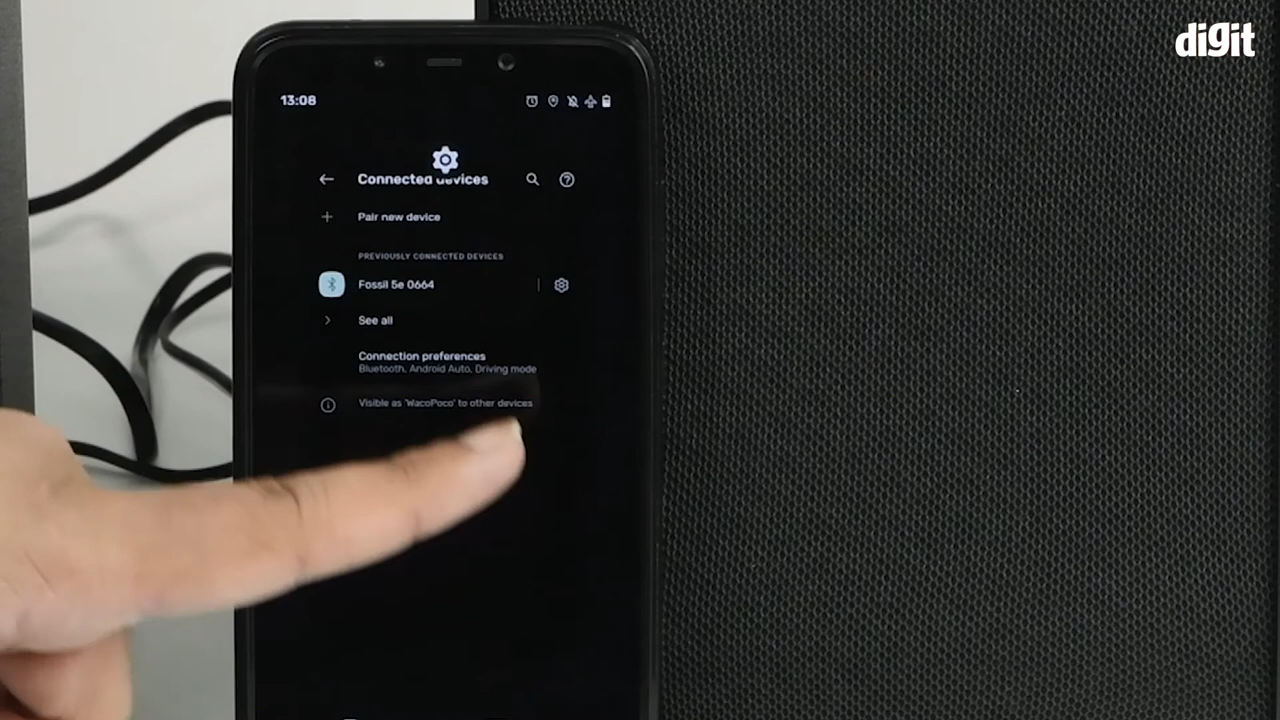 digit
13:08
Connected devices
Pair new device
PREVIOUSLY CONNECTED DEVICES
Fossil 5e 0664
See all
Connection preferences
Bluetooth, Android Auto, Driving mode
Visible as 'WacoPoco' to other devices